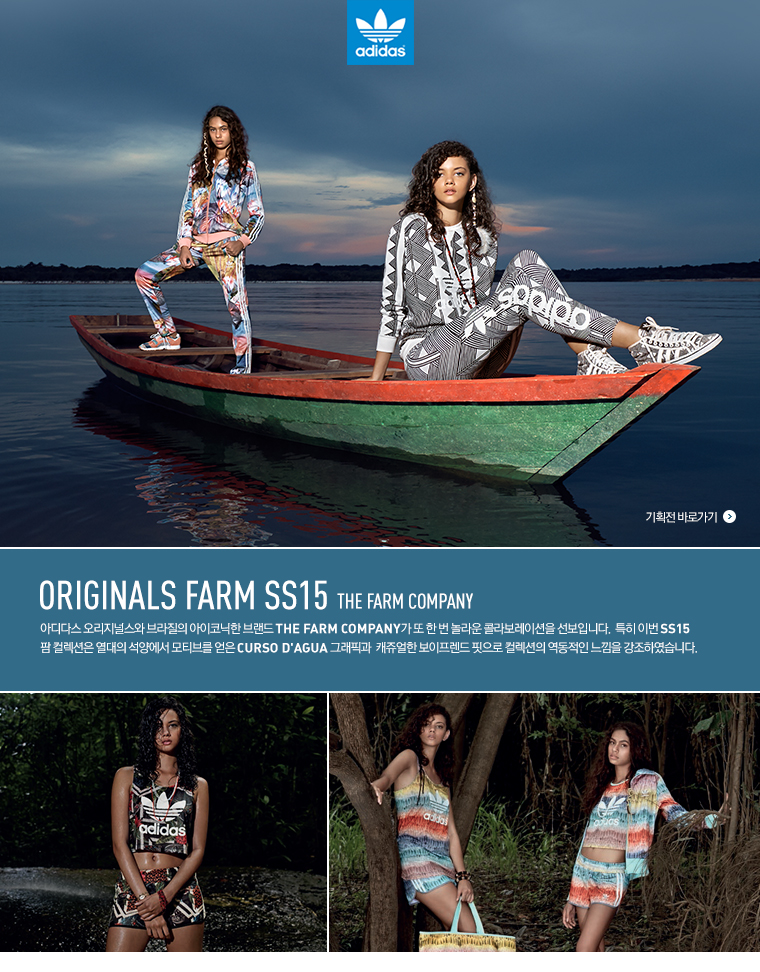 adidas
adidas
기획전 바로가기
ORIGINALS FARM SS15 THE FARM COMPANY
아디다스 오리지널스와 브라질의 아이코닉한 브랜드 THE FARM COMPANY가 또 한 번 놀라운 콜라보레이션을 선보입니다. 특히 이번 SS15
팜 컬렉션은 열대의 석양에서 모티브를 얻은 CURSO D'AGUA 그래픽과 캐쥬얼한 보이프렌드 핏으로 컬렉션의 역동적인 느낌을 강조하였습니다.
adidas
adidas
adidas